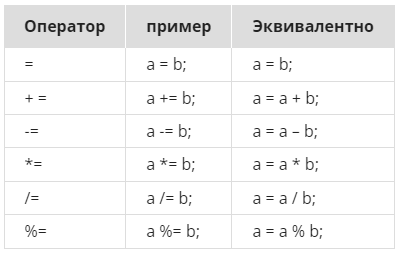 Оператор пример Эквивалентно
= a = b; a = b;
+ = a += b; a = a + b;
-= a -= b; a = a – b;
*= a *= b; a = a * b;
/= a /= b; a = a / b;
%= a %= b; a = a % b;